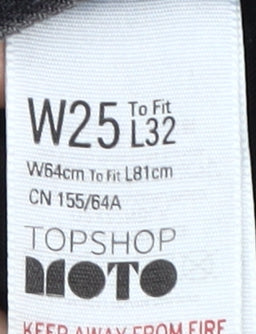 W25 To Fit L32
W64cm To Fit L81cm
CN 155/64A
TOPSHOP
MOTO
KEEP AWAY FROM FIRE